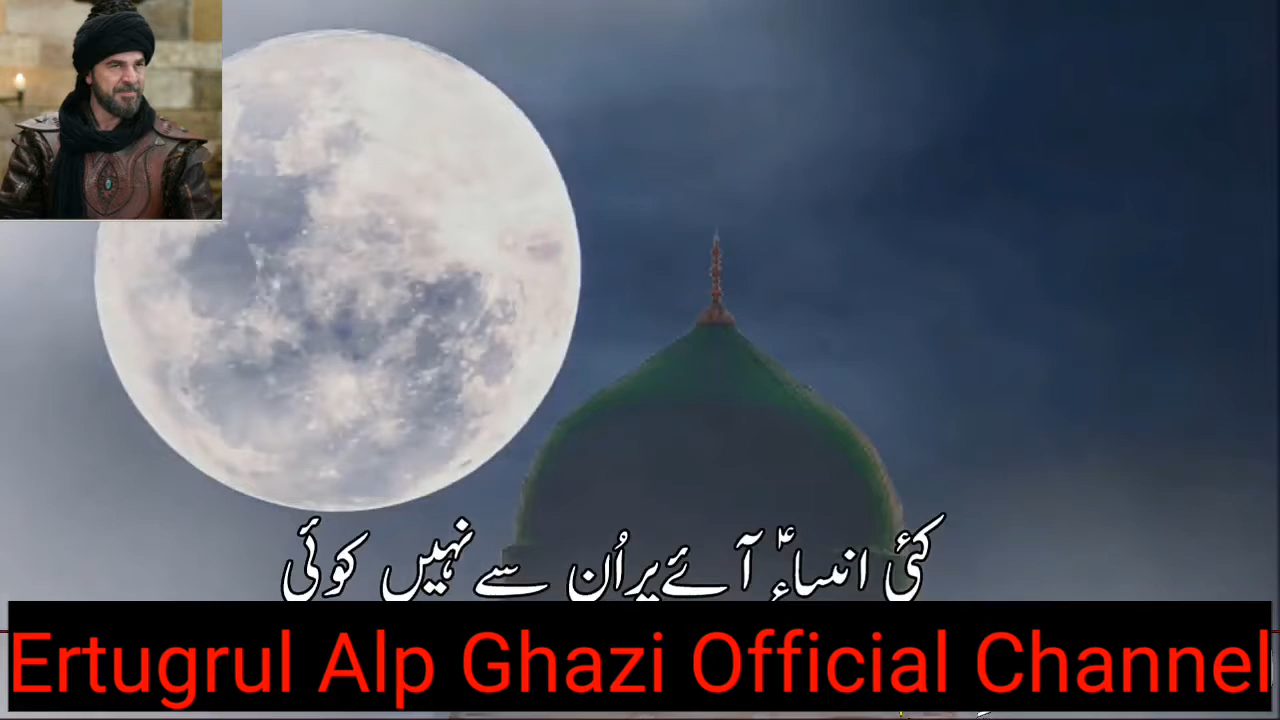 کئی انبیاءؑ آئے پر اُن سے نہیں کوئی
Ertugrul Alp Ghazi Official Channel